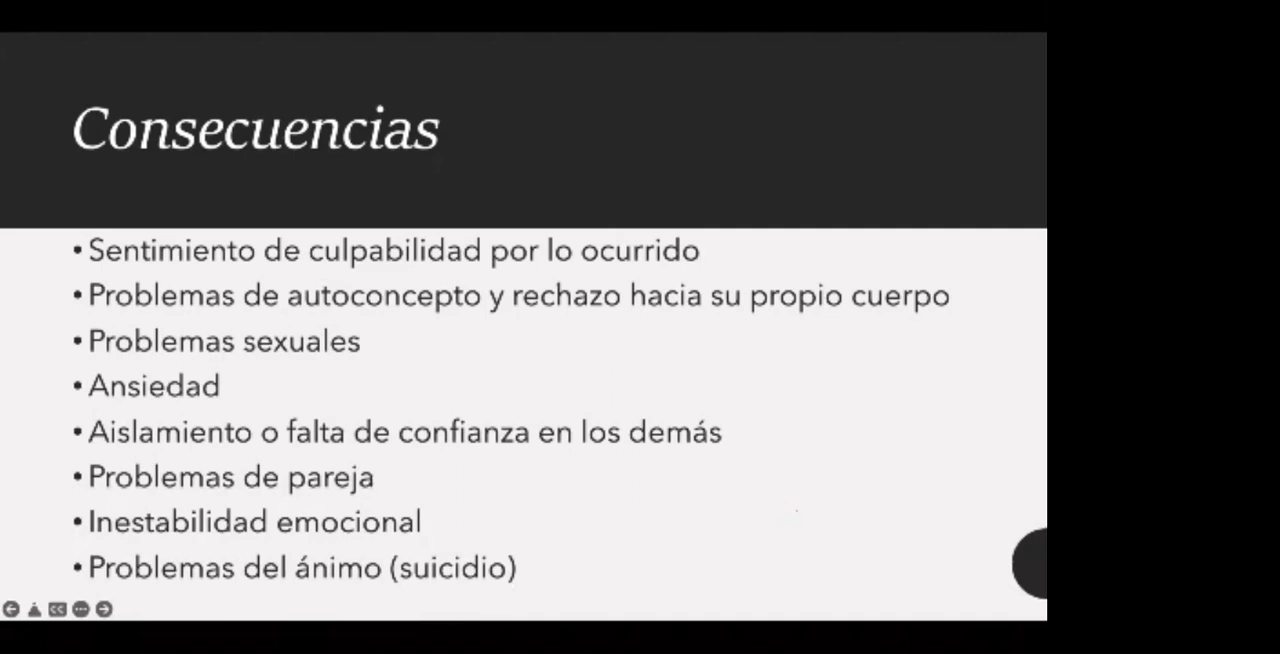 Consecuencias
• Sentimiento de culpabilidad por lo ocurrido
• Problemas de autoconcepto y rechazo hacia su propio cuerpo
• Problemas sexuales
• Ansiedad
• Aislamiento o falta de confianza en los demás
• Problemas de pareja
• Inestabilidad emocional
• Problemas del ánimo (suicidio)